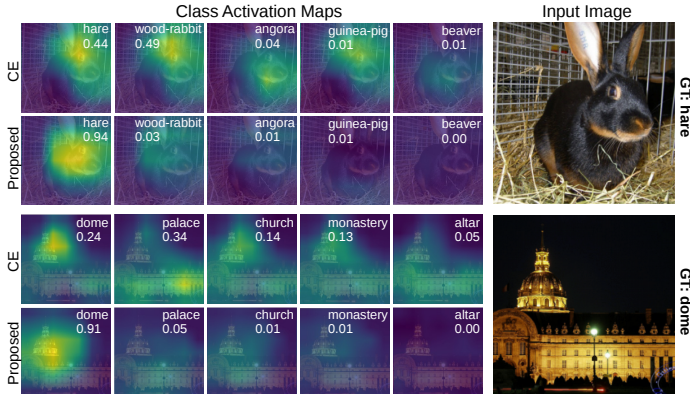 Class Activation Maps
Input Image
CE
hare
0.44
wood-rabbit
0.49
angora
0.04
guinea-pig
0.01
beaver
0.01
GT: hare
Proposed
hare
0.94
wood-rabbit
0.03
angora
0.01
guinea-pig
0.01
beaver
0.00
CE
dome
0.24
palace
0.34
church
0.14
monastery
0.13
altar
0.05
GT: dome
Proposed
dome
0.91
palace
0.05
church
0.01
monastery
0.01
altar
0.00